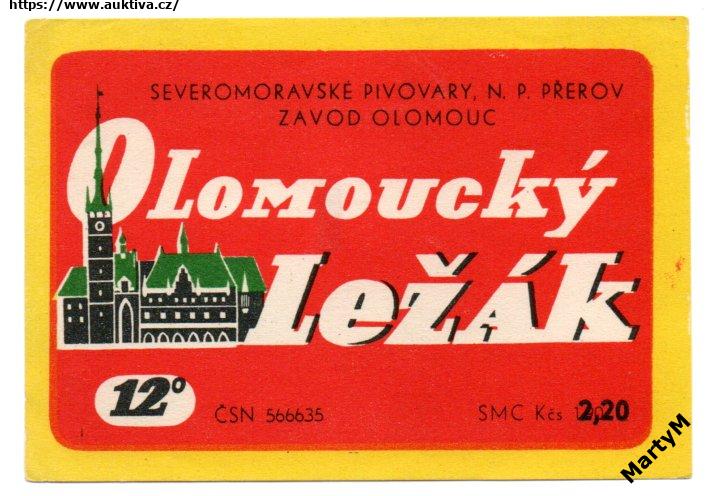 https://www.auktiva.cz/
SEVEROMORAVSKÉ PIVOVARY, N. P. PŘEROV
ZAVOD OLOMOUC
OLOMOUCKÝ
LEŽÁK
12°
ČSN 566635
SMC Kčs 2,20
MartyM